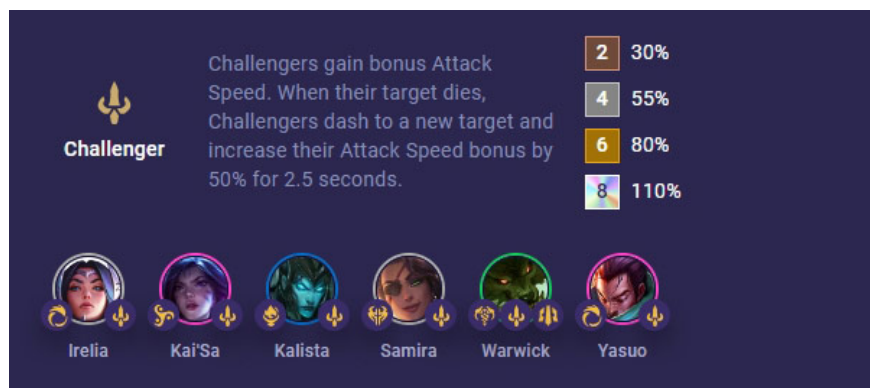 Challenger
Challengers gain bonus Attack
Speed. When their target dies,
Challengers dash to a new target and
increase their Attack Speed bonus by
50% for 2.5 seconds.
2 30%
4 55%
6 80%
8 110%
Irelia Kai'Sa Kalista Samira Warwick Yasuo